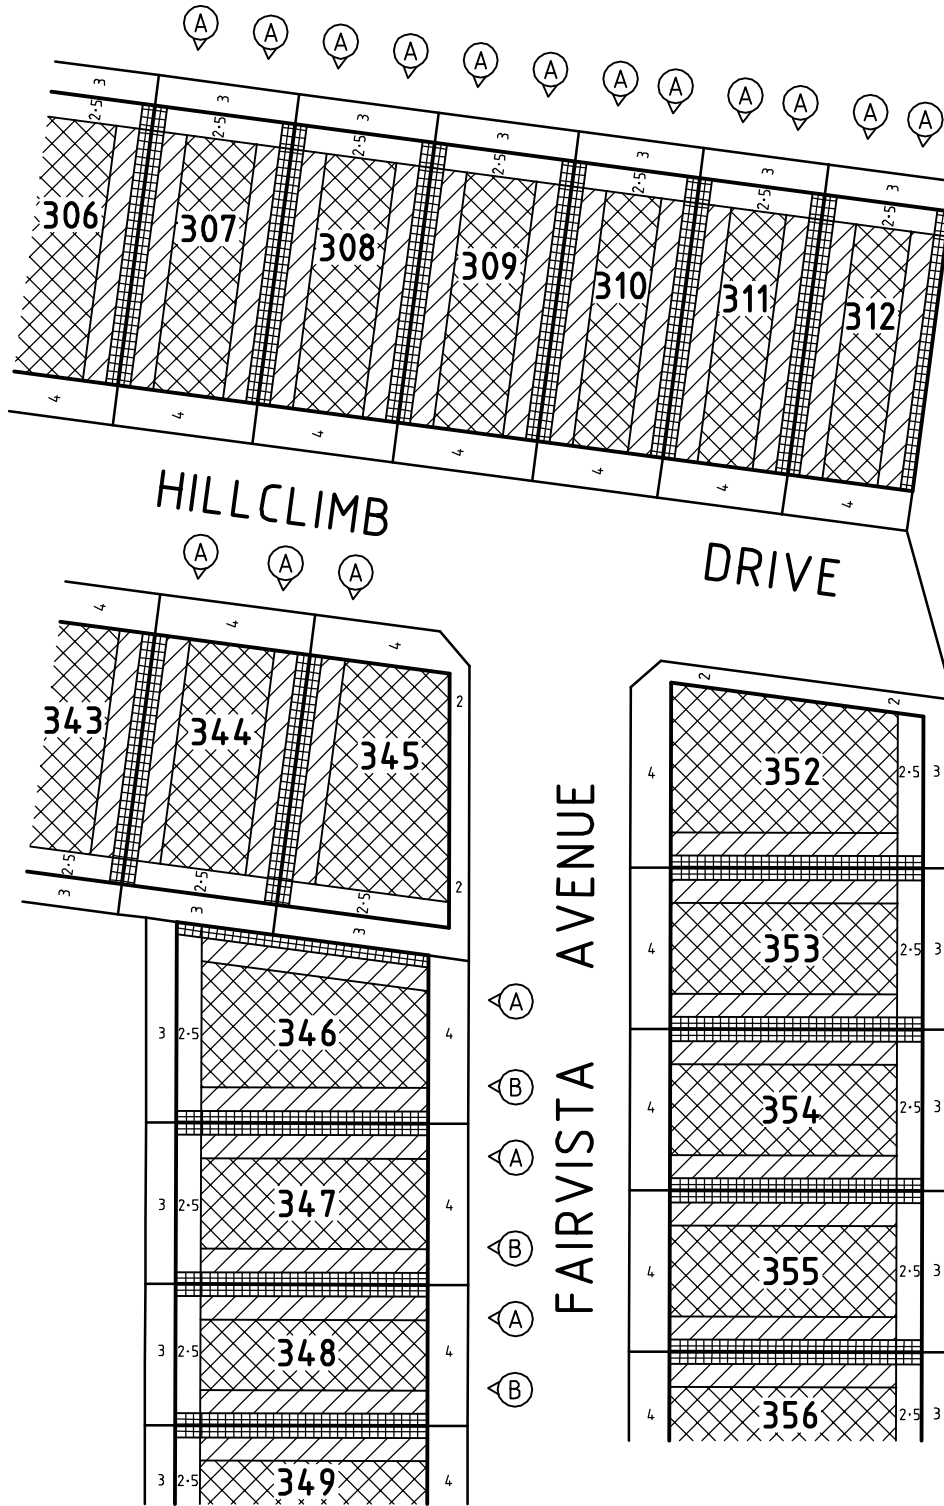 A A A A A A A A A A A A
3 3 3 3 3 3 3
2·5 2·5 2·5 2·5 2·5 2·5 2·5
306 307 308 309 310 311 312
4 4 4 4 4 4 4
HILLCLIMB DRIVE
A A A
4 4 4
2 2 2
343 344 345
352
4 2·5 3
2
2·5 2·5 2·5
3 3 3
FAIRVISTA AVENUE
353
4 2·5 3
A
3 2·5 346 4
B
354
4 2·5 3
A
3 2·5 347 4
B
355
4 2·5 3
A
3 2·5 348 4
B
356
4 2·5 3
3 2·5 349 4